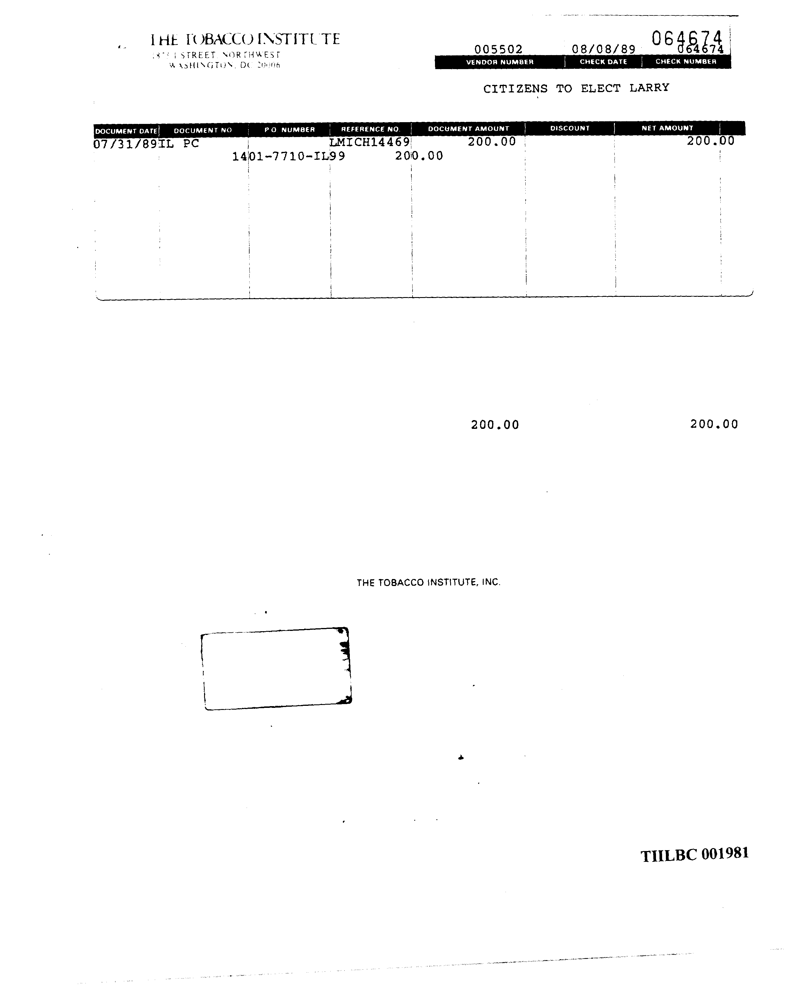 THE TOBACCO INSTITUTE
STREET NORTHWEST
WASHINGTON, DC 20006
064674
005502 08/08/89 064674
VENDOR NUMBER CHECK DATE CHECK NUMBER
CITIZENS TO ELECT LARRY
DOCUMENT DATE DOCUMENT NO P O NUMBER REFERENCE NO DOCUMENT AMOUNT DISCOUNT NET AMOUNT
07/31/89IL PC LMICH14469 200.00 200.00
1401-7710-IL99 200.00
200.00 200.00
THE TOBACCO INSTITUTE, INC.
TIILBC 001981